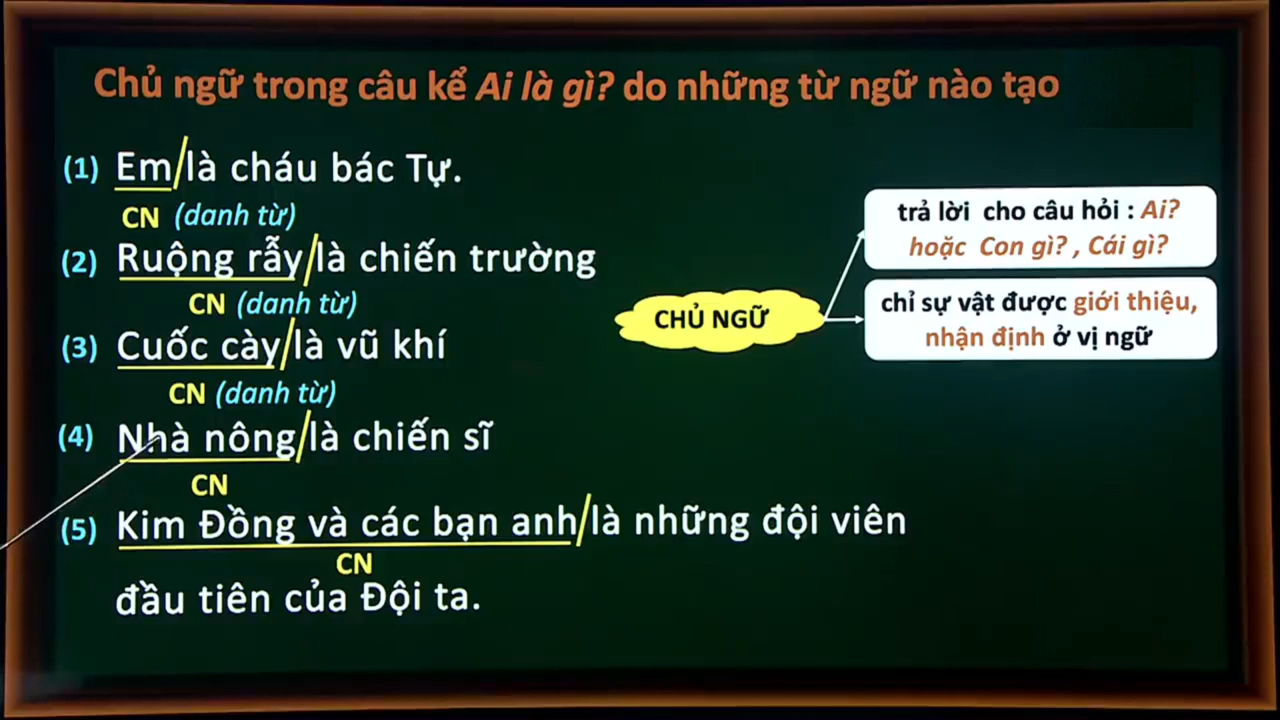 Chủ ngữ trong câu kể Ai là gì? do những từ ngữ nào tạo
(1) Em/là cháu bác Tự.
CN (danh từ)
(2) Ruộng rẫy/là chiến trường
CN (danh từ)
(3) Cuốc cày/là vũ khí
CN (danh từ)
(4) Nhà nông/là chiến sĩ
CN
(5) Kim Đồng và các bạn anh/là những đội viên
CN
đầu tiên của Đội ta.
CHỦ NGỮ
trả lời cho câu hỏi : Ai?
hoặc Con gì? , Cái gì?
chỉ sự vật được giới thiệu,
nhận định ở vị ngữ